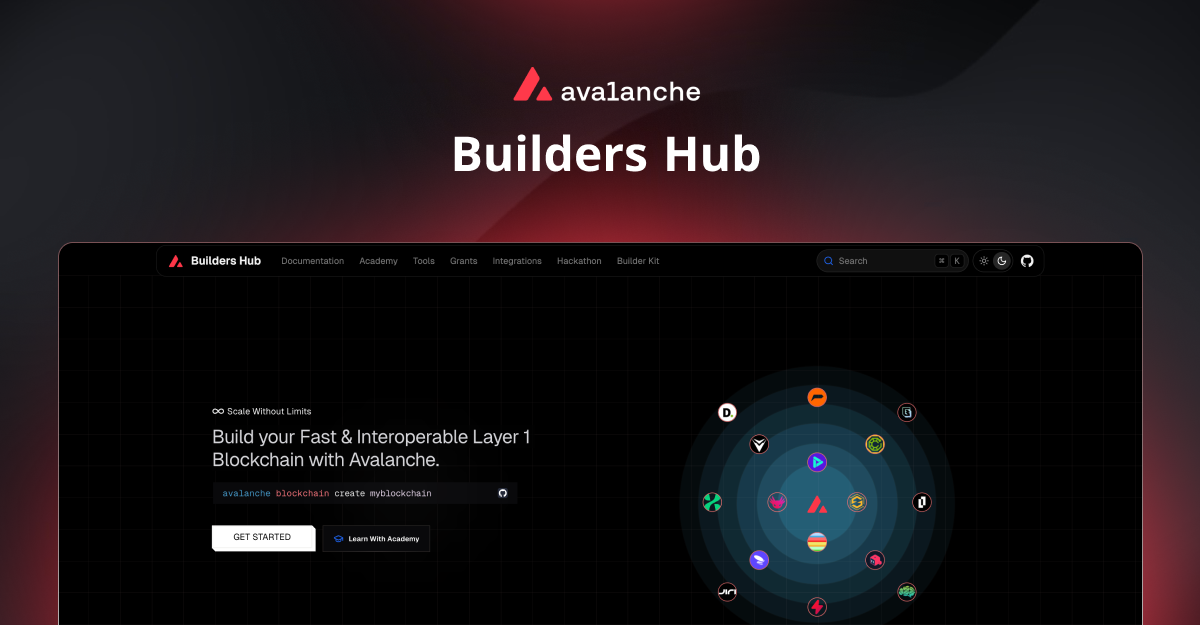 avalanche
Builders Hub
Builders Hub Documentation Academy Tools Grants Integrations Hackathon Builder Kit Search ⌘ K
∞ Scale Without Limits
Build your Fast & Interoperable Layer 1
Blockchain with Avalanche.
avalanche blockchain create myblockchain
GET STARTED Learn With Academy
D.
JIRI